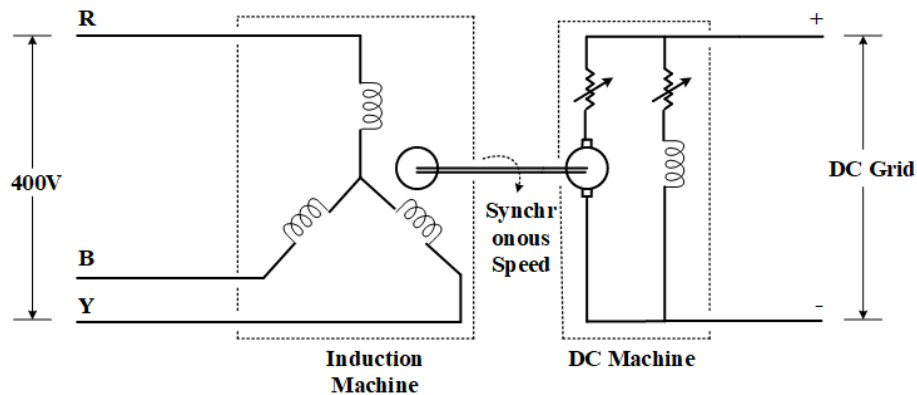 R
+
400V
DC Grid
Synchr
onous
Speed
B
Y
-
Induction
Machine
DC Machine